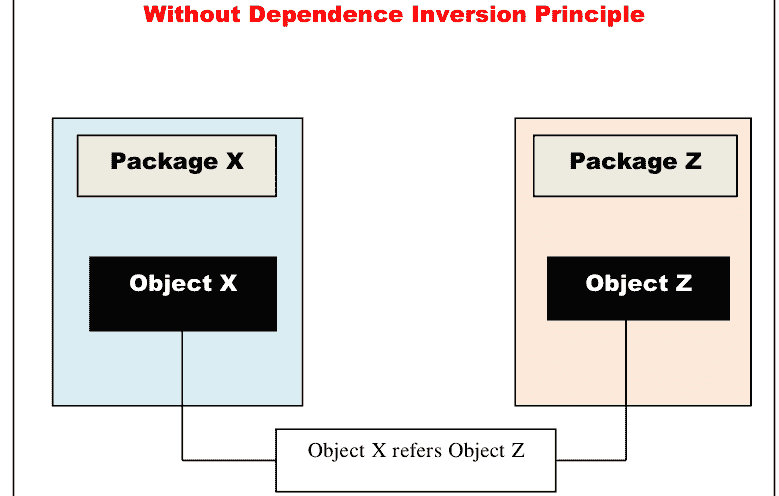 Without Dependence Inversion Principle
Package X
Package Z
Object X
Object Z
Object X refers Object Z